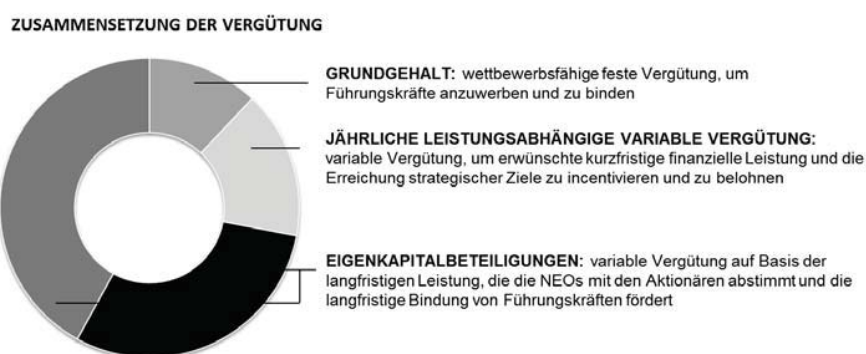 ZUSAMMENSETZUNG DER VERGÜTUNG
GRUNDGEHALT: wettbewerbsfähige feste Vergütung, um
Führungskräfte anzuwerben und zu binden
JÄHRLICHE LEISTUNGSABHÄNGIGE VARIABLE VERGÜTUNG:
variable Vergütung, um erwünschte kurzfristige finanzielle Leistung und die
Erreichung strategischer Ziele zu incentivieren und zu belohnen
EIGENKAPITALBETEILIGUNGEN: variable Vergütung auf Basis der
langfristigen Leistung, die die NEOs mit den Aktionären abstimmt und die
langfristige Bindung von Führungskräften fördert